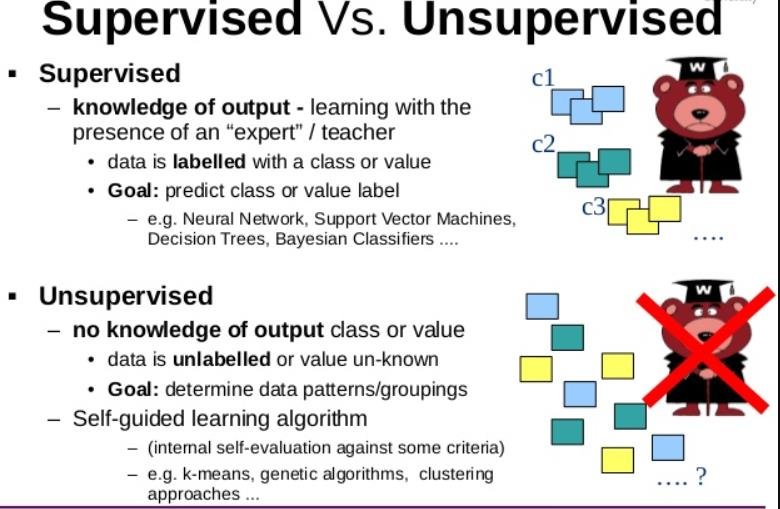 Supervised Vs. Unsupervised
▪ Supervised
– knowledge of output - learning with the
presence of an “expert” / teacher
• data is labelled with a class or value
• Goal: predict class or value label
– e.g. Neural Network, Support Vector Machines,
Decision Trees, Bayesian Classifiers ....
c1
c2
c3
....
W
▪ Unsupervised
– no knowledge of output class or value
• data is unlabelled or value un-known
• Goal: determine data patterns/groupings
– Self-guided learning algorithm
– (internal self-evaluation against some criteria)
– e.g. k-means, genetic algorithms, clustering
approaches ...
W
.... ?